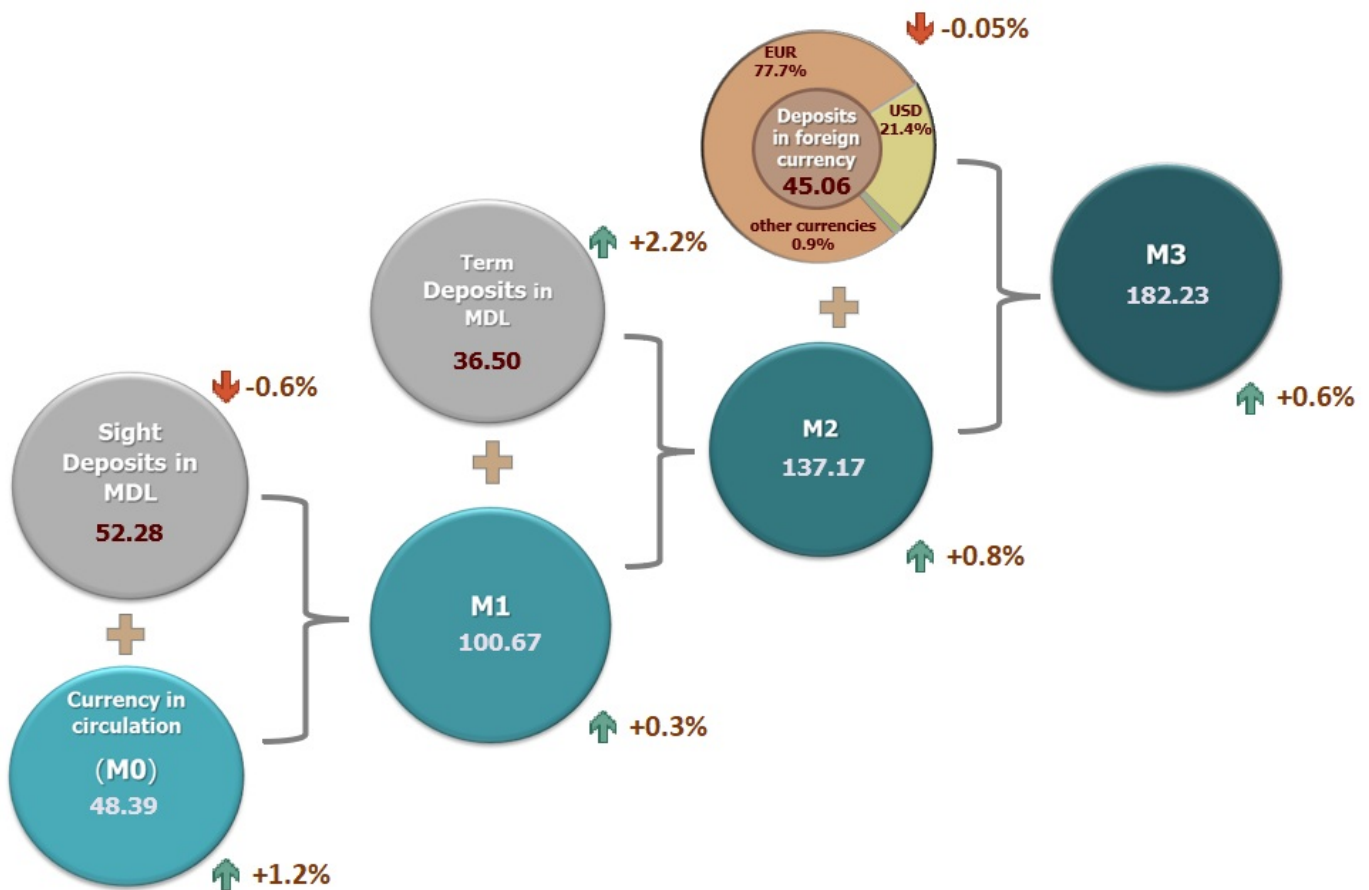 Sight
Deposits in
MDL
52.28
-0.6%
Currency in
circulation
(M0)
48.39
+1.2%
Term
Deposits in
MDL
36.50
+2.2%
M1
100.67
+0.3%
EUR
77.7%
USD
21.4%
other currencies
0.9%
Deposits
in foreign
currency
45.06
-0.05%
M2
137.17
+0.8%
M3
182.23
+0.6%